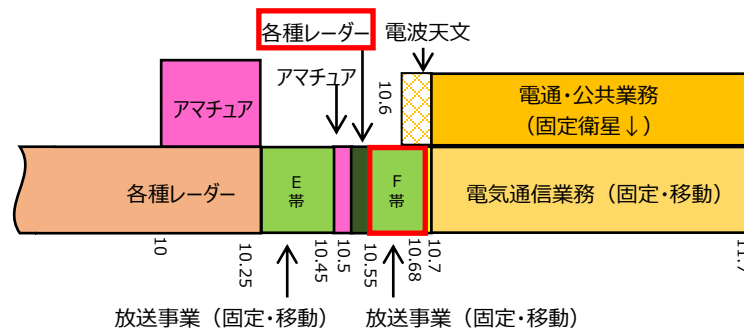 各種レーダー
電波天文
アマチュア
10.6
アマチュア
電通・公共業務
(固定衛星↓)
各種レーダー
E
帯
F
帯
電気通信業務(固定・移動)
10
10.25
10.45
10.5
10.55
10.68
10.7
11.7
放送事業(固定・移動)
放送事業(固定・移動)